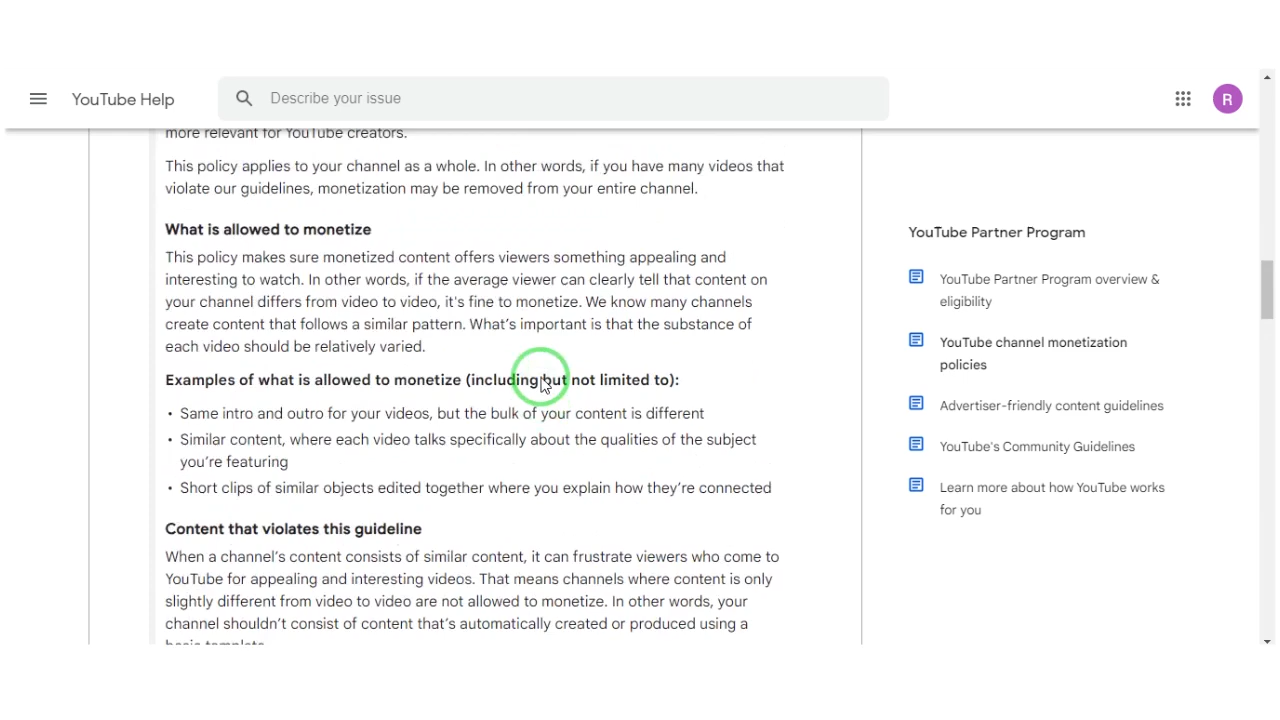 YouTube Help
Describe your issue
R
more relevant for YouTube creators.
This policy applies to your channel as a whole. In other words, if you have many videos that
violate our guidelines, monetization may be removed from your entire channel.
What is allowed to monetize
This policy makes sure monetized content offers viewers something appealing and
interesting to watch. In other words, if the average viewer can clearly tell that content on
your channel differs from video to video, it's fine to monetize. We know many channels
create content that follows a similar pattern. What's important is that the substance of
each video should be relatively varied.
Examples of what is allowed to monetize (including but not limited to):
• Same intro and outro for your videos, but the bulk of your content is different
• Similar content, where each video talks specifically about the qualities of the subject
you're featuring
• Short clips of similar objects edited together where you explain how they're connected
Content that violates this guideline
When a channel's content consists of similar content, it can frustrate viewers who come to
YouTube for appealing and interesting videos. That means channels where content is only
slightly different from video to video are not allowed to monetize. In other words, your
channel shouldn't consist of content that's automatically created or produced using a
basic template.
YouTube Partner Program
YouTube Partner Program overview &
eligibility
YouTube channel monetization
policies
Advertiser-friendly content guidelines
YouTube's Community Guidelines
Learn more about how YouTube works
for you